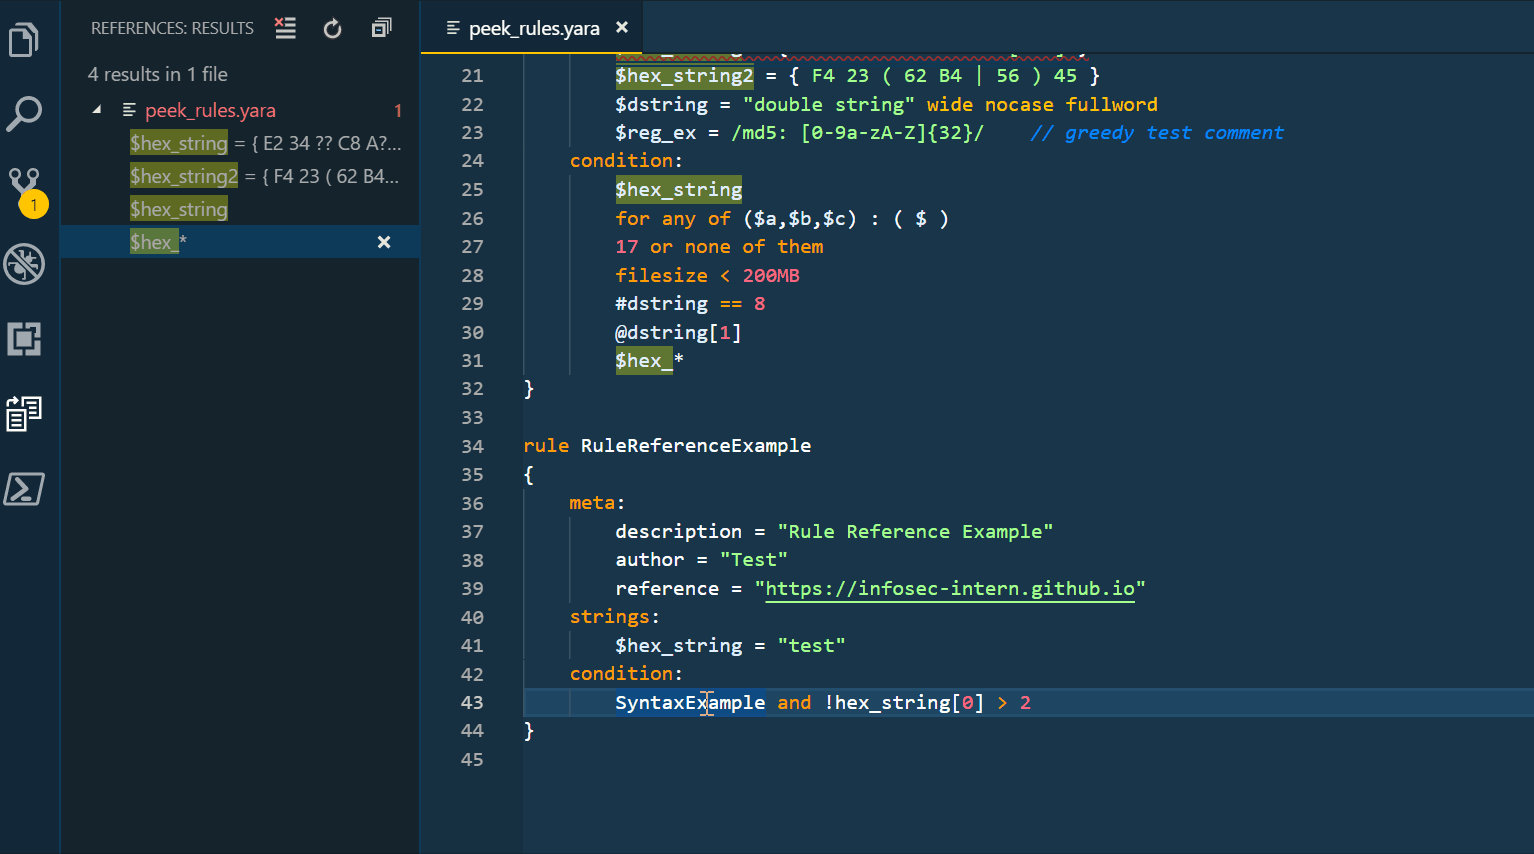 REFERENCES: RESULTS
4 results in 1 file
peek_rules.yara 1
$hex_string = { E2 34 ?? C8 A?...
$hex_string2 = { F4 23 ( 62 B4...
$hex_string
$hex_*
1
peek_rules.yara
21 $hex_string2 = { F4 23 ( 62 B4 | 56 ) 45 }
22 $dstring = "double string" wide nocase fullword
23 $reg_ex = /md5: [0-9a-zA-Z]{32}/ // greedy test comment
24 condition:
25 $hex_string
26 for any of ($a,$b,$c) : ( $ )
27 17 or none of them
28 filesize < 200MB
29 #dstring == 8
30 @dstring[1]
31 $hex_*
32 }
33
34 rule RuleReferenceExample
35 {
36 meta:
37 description = "Rule Reference Example"
38 author = "Test"
39 reference = "https://infosec-intern.github.io"
40 strings:
41 $hex_string = "test"
42 condition:
43 SyntaxExample and !hex_string[0] > 2
44 }
45